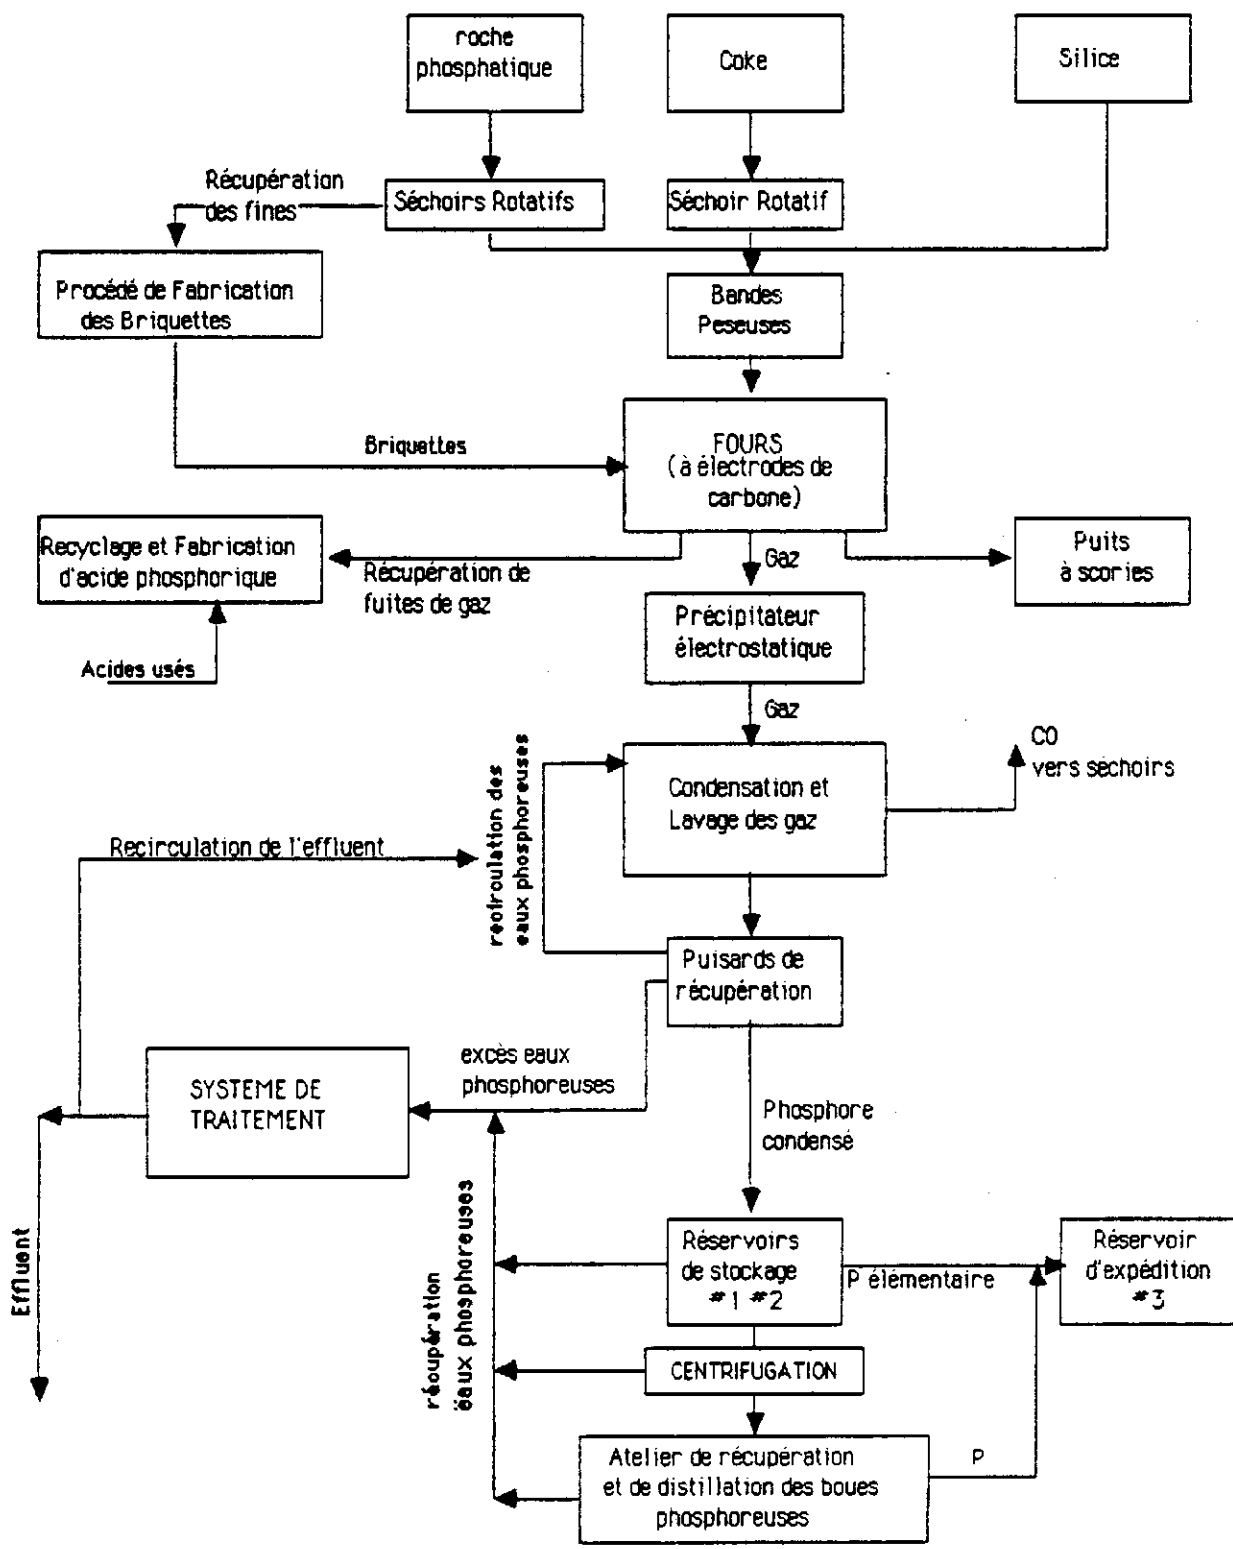 roche
phosphatique
Coke
Silice
Récupération
des fines
Séchoirs Rotatifs
Séchoir Rotatif
Procédé de Fabrication
des Briquettes
Bandes
Peseuses
Briquettes
FOURS
(à électrodes de
carbone)
Recyclage et Fabrication
d'acide phosphorique
Récupération de
fuites de gaz
Gaz
Puits
à scories
Acides usés
Précipitateur
électrostatique
Gaz
CO
vers séchoirs
Condensation et
Lavage des gaz
recirculation des
eaux phosphoreuses
Recirculation de l'effluent
Puisards de
récupération
excès eaux
phosphoreuses
SYSTEME DE
TRAITEMENT
Phosphore
condensé
Effluent
récupération
eaux phosphoreuses
Réservoirs
de stockage
#1 #2
P élémentaire
Réservoir
d'expédition
#3
CENTRIFUGATION
Atelier de récupération
et de distillation des boues
phosphoreuses
P